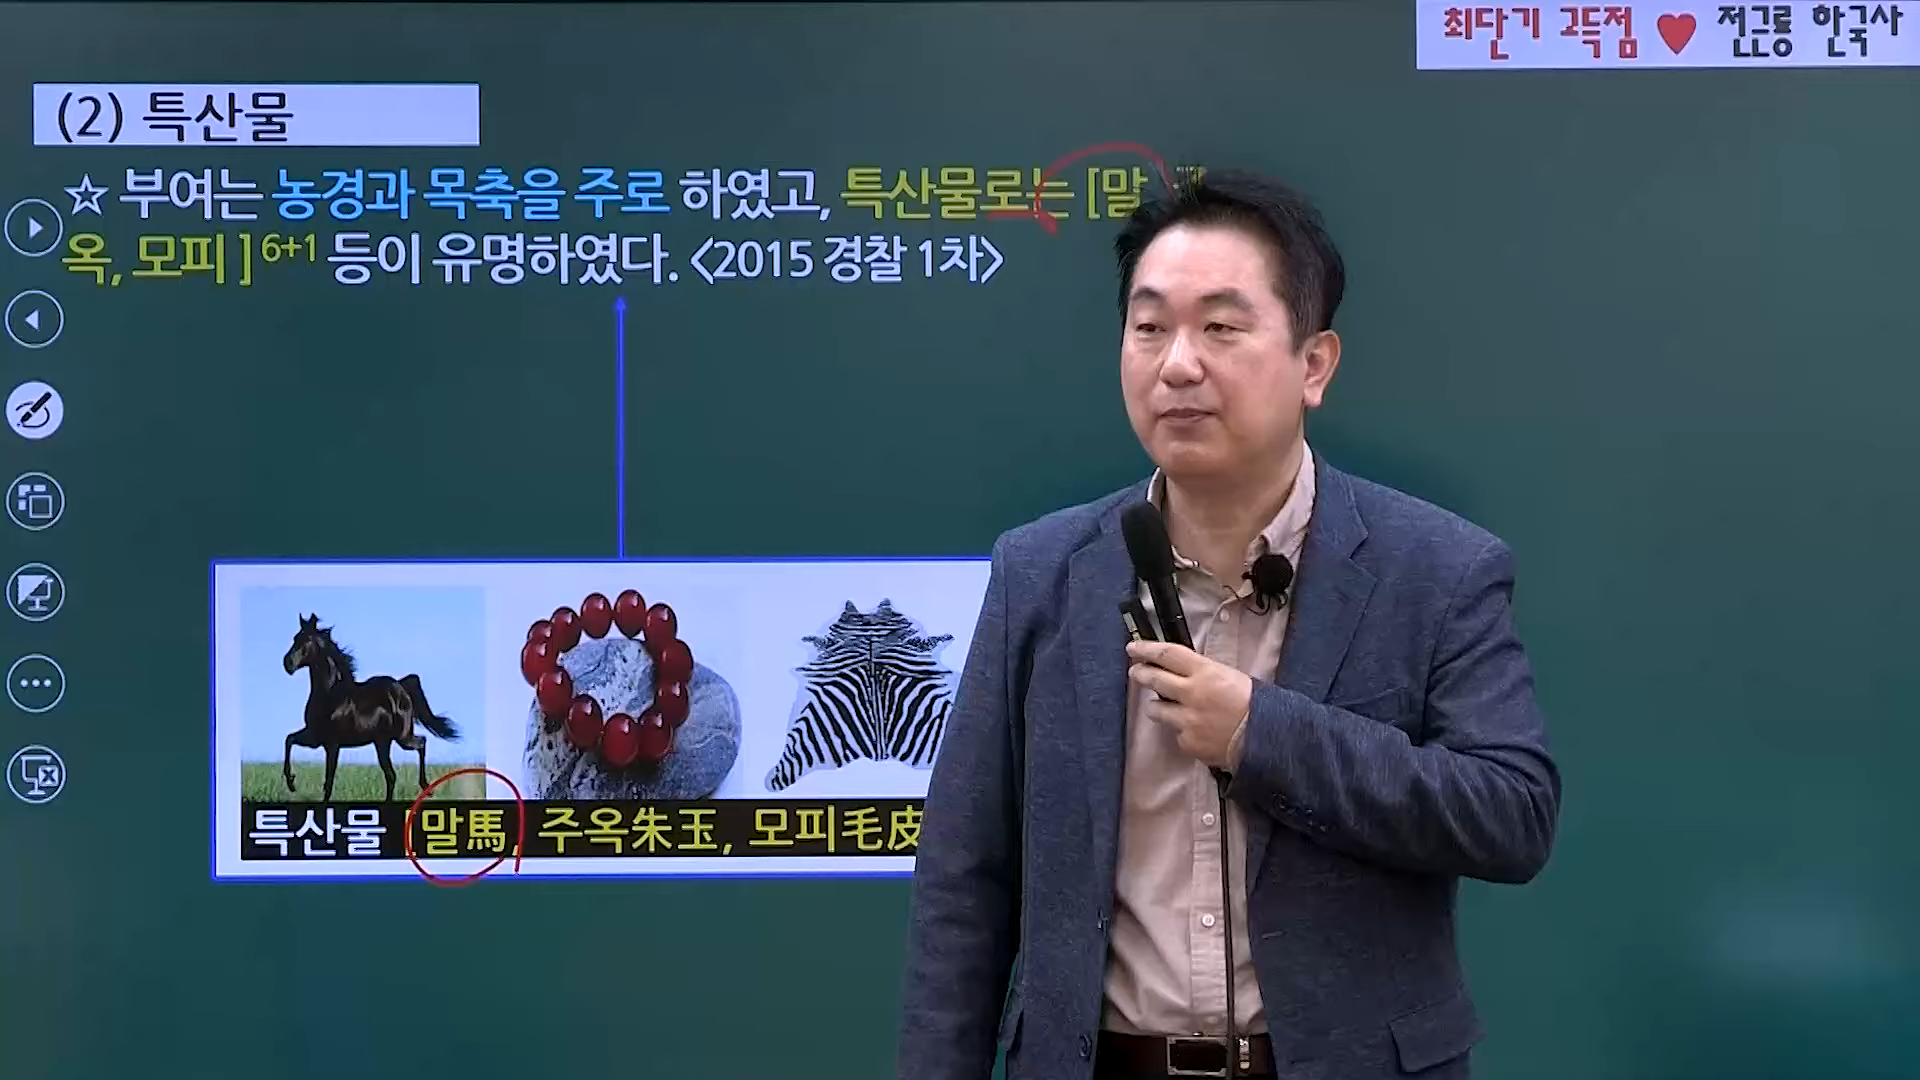 최단기 고득점 ♥ 전근룡 한국사
(2) 특산물
☆ 부여는 농경과 목축을 주로 하였고, 특산물로는 [말
옥, 모피 ] 6+1 등이 유명하였다. <2015 경찰 1차>
특산물 [말馬, 주옥朱玉, 모피毛皮